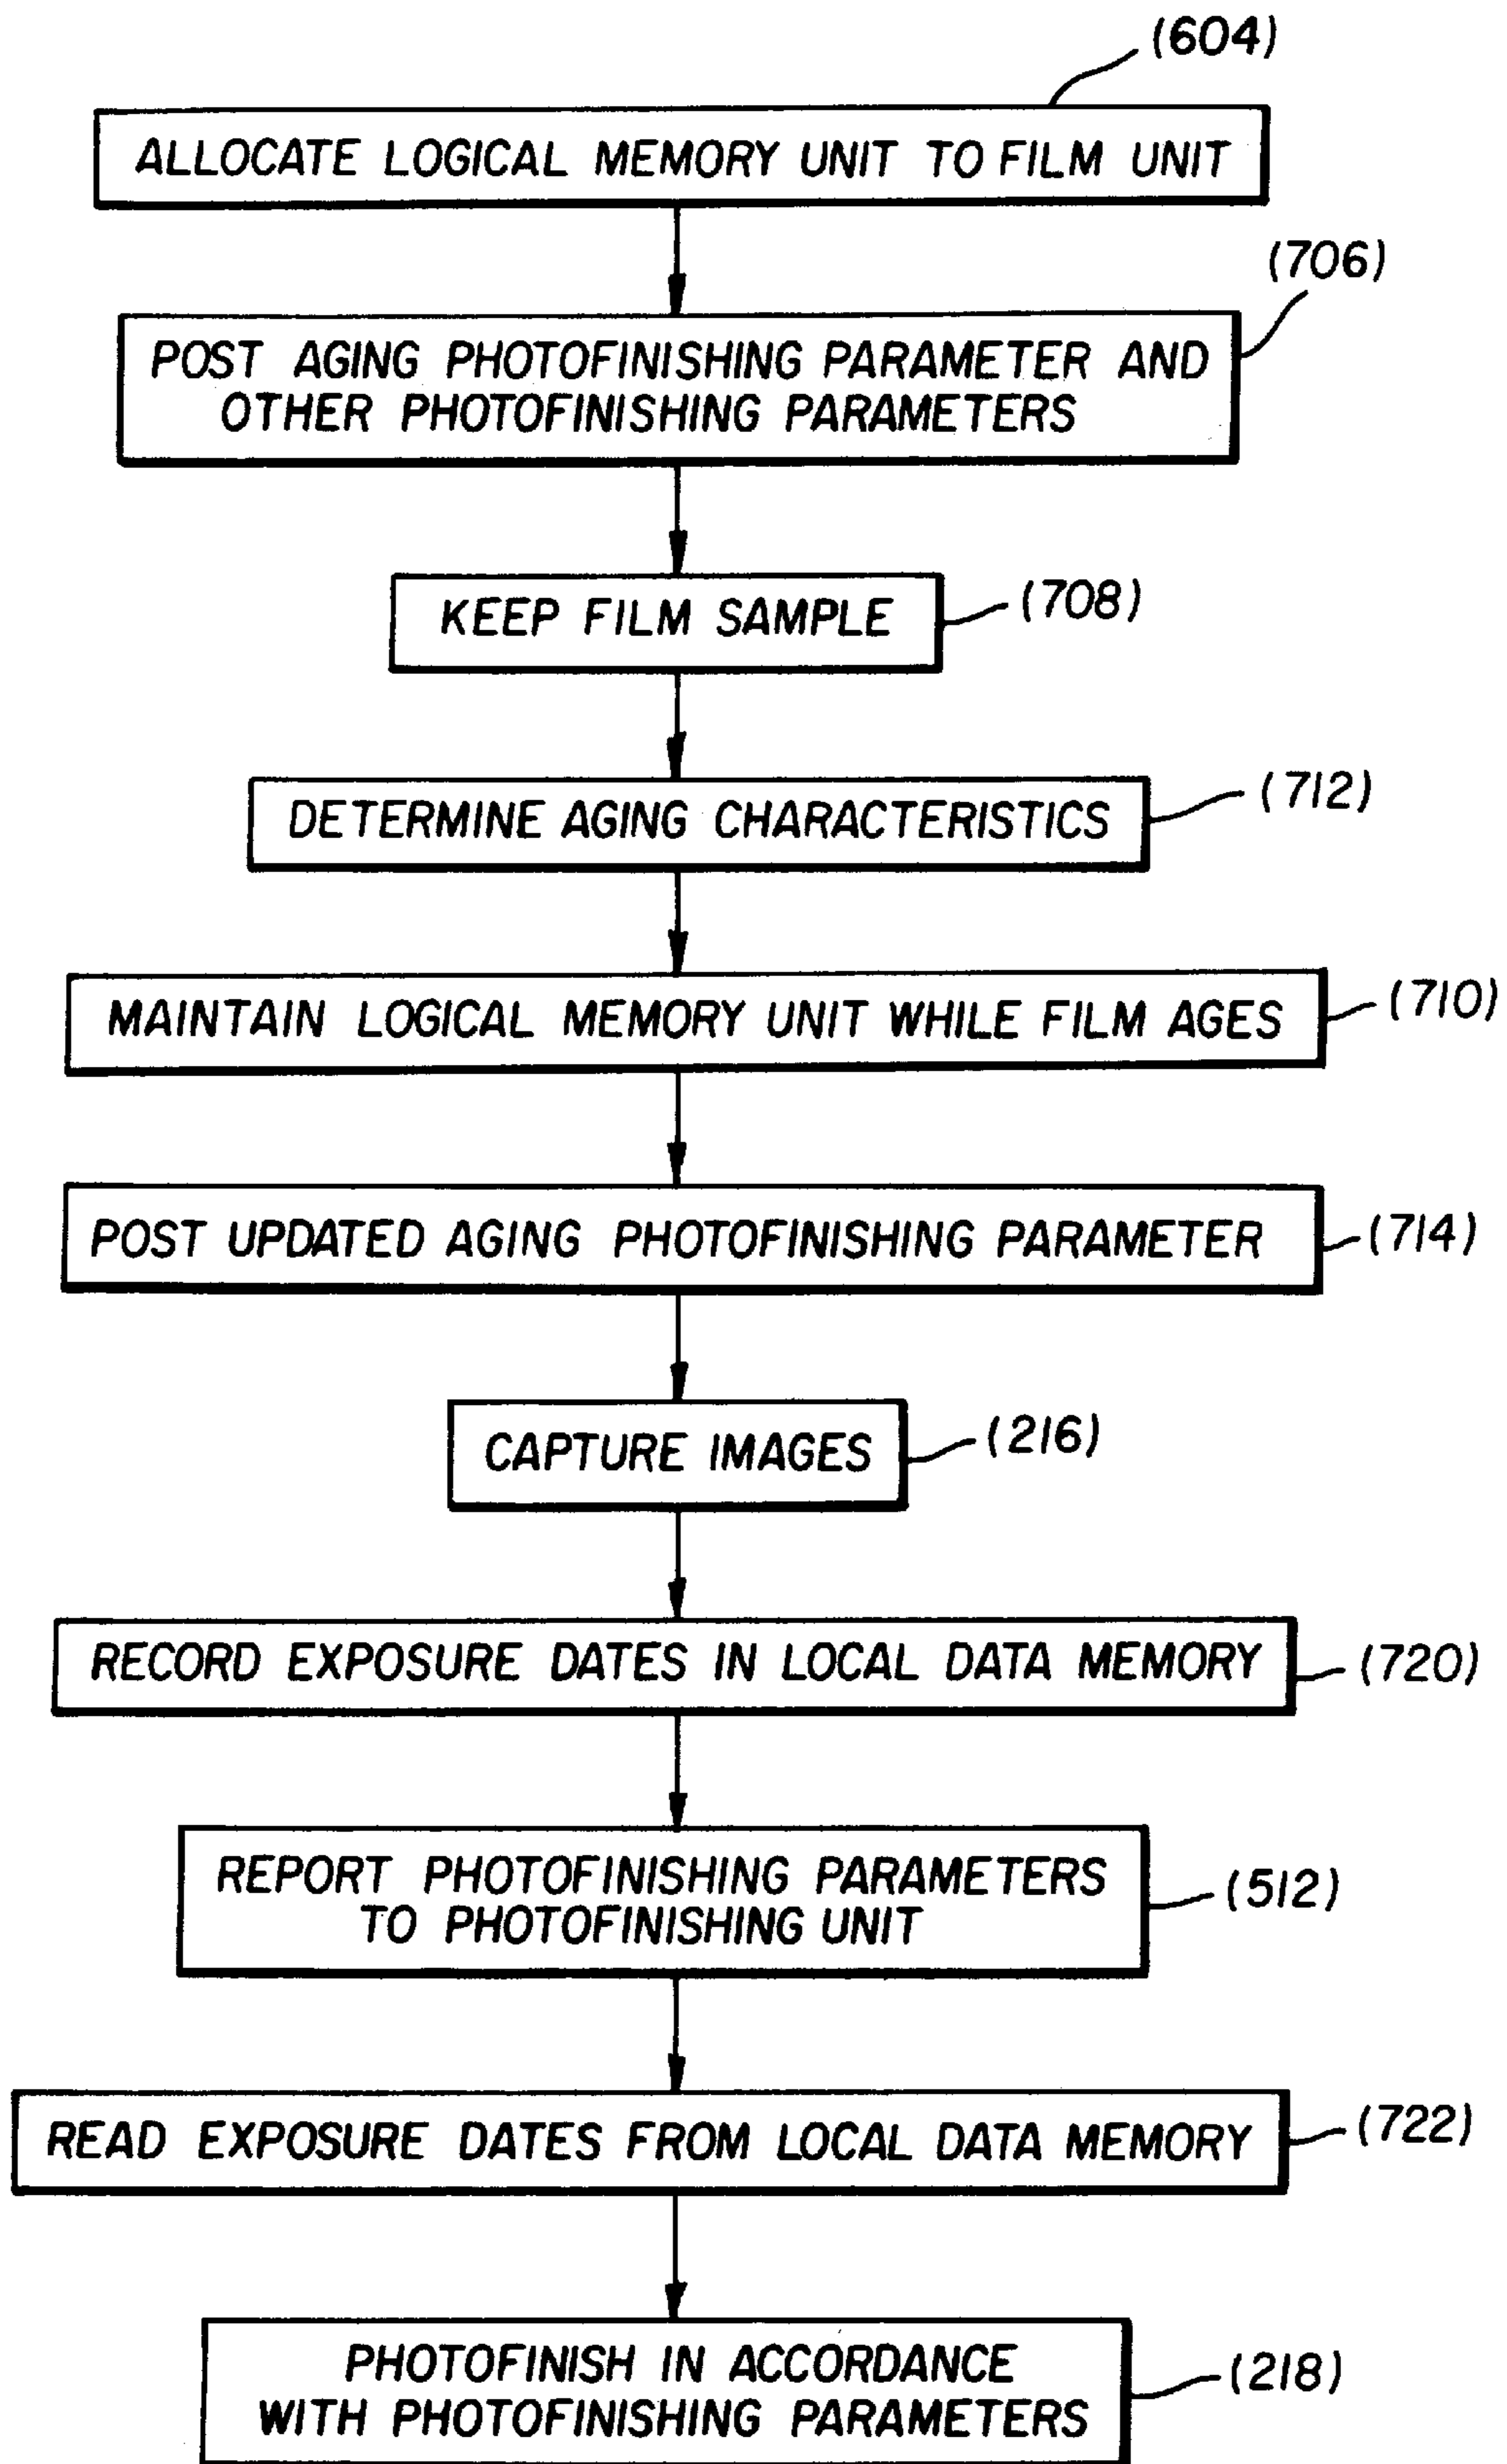 (604)
ALLOCATE LOGICAL MEMORY UNIT TO FILM UNIT
(706)
POST AGING PHOTOFINISHING PARAMETER AND
OTHER PHOTOFINISHING PARAMETERS
KEEP FILM SAMPLE
(708)
DETERMINE AGING CHARACTERISTICS
(712)
MAINTAIN LOGICAL MEMORY UNIT WHILE FILM AGES
(710)
POST UPDATED AGING PHOTOFINISHING PARAMETER
(714)
CAPTURE IMAGES
(216)
RECORD EXPOSURE DATES IN LOCAL DATA MEMORY
(720)
REPORT PHOTOFINISHING PARAMETERS
TO PHOTOFINISHING UNIT
(512)
READ EXPOSURE DATES FROM LOCAL DATA MEMORY
(722)
PHOTOFINISH IN ACCORDANCE
WITH PHOTOFINISHING PARAMETERS
(218)